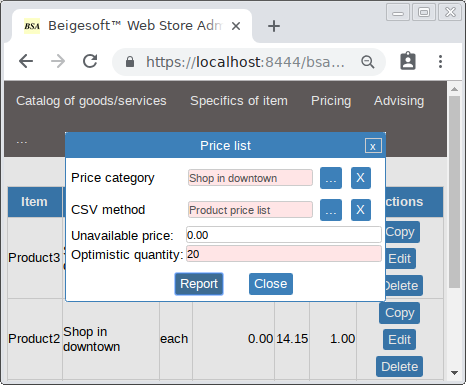 BSA Beigesoft™ Web Store Adm
https://localhost:8444/bsa...
Catalog of goods/services Specifics of item Pricing Advising
...
Price list x
Price category Shop in downtown ... X
CSV method Product price list ... X
Unavailable price: 0.00
Optimistic quantity: 20
Report Close
Item ctions
Product3 Copy
Edit
Delete
Product2 Shop in downtown each 0.00 14.15 1.00 Copy
Edit
Delete